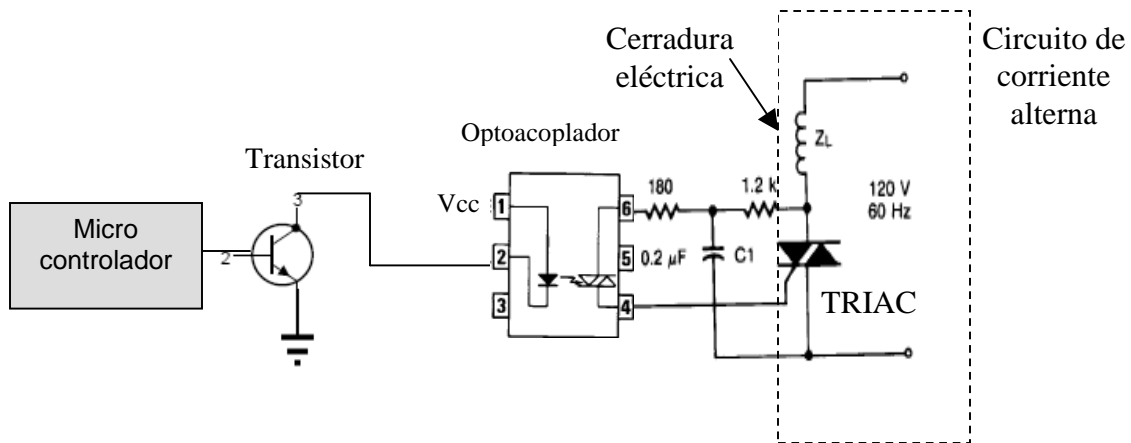 Cerradura
eléctrica
Circuito de
corriente
alterna
Optoacoplador
Transistor
Micro
controlador
2
3
Vcc
1
2
3
6
5
4
180
1.2 k
0.2 µF
C1
ZL
120 V
60 Hz
TRIAC